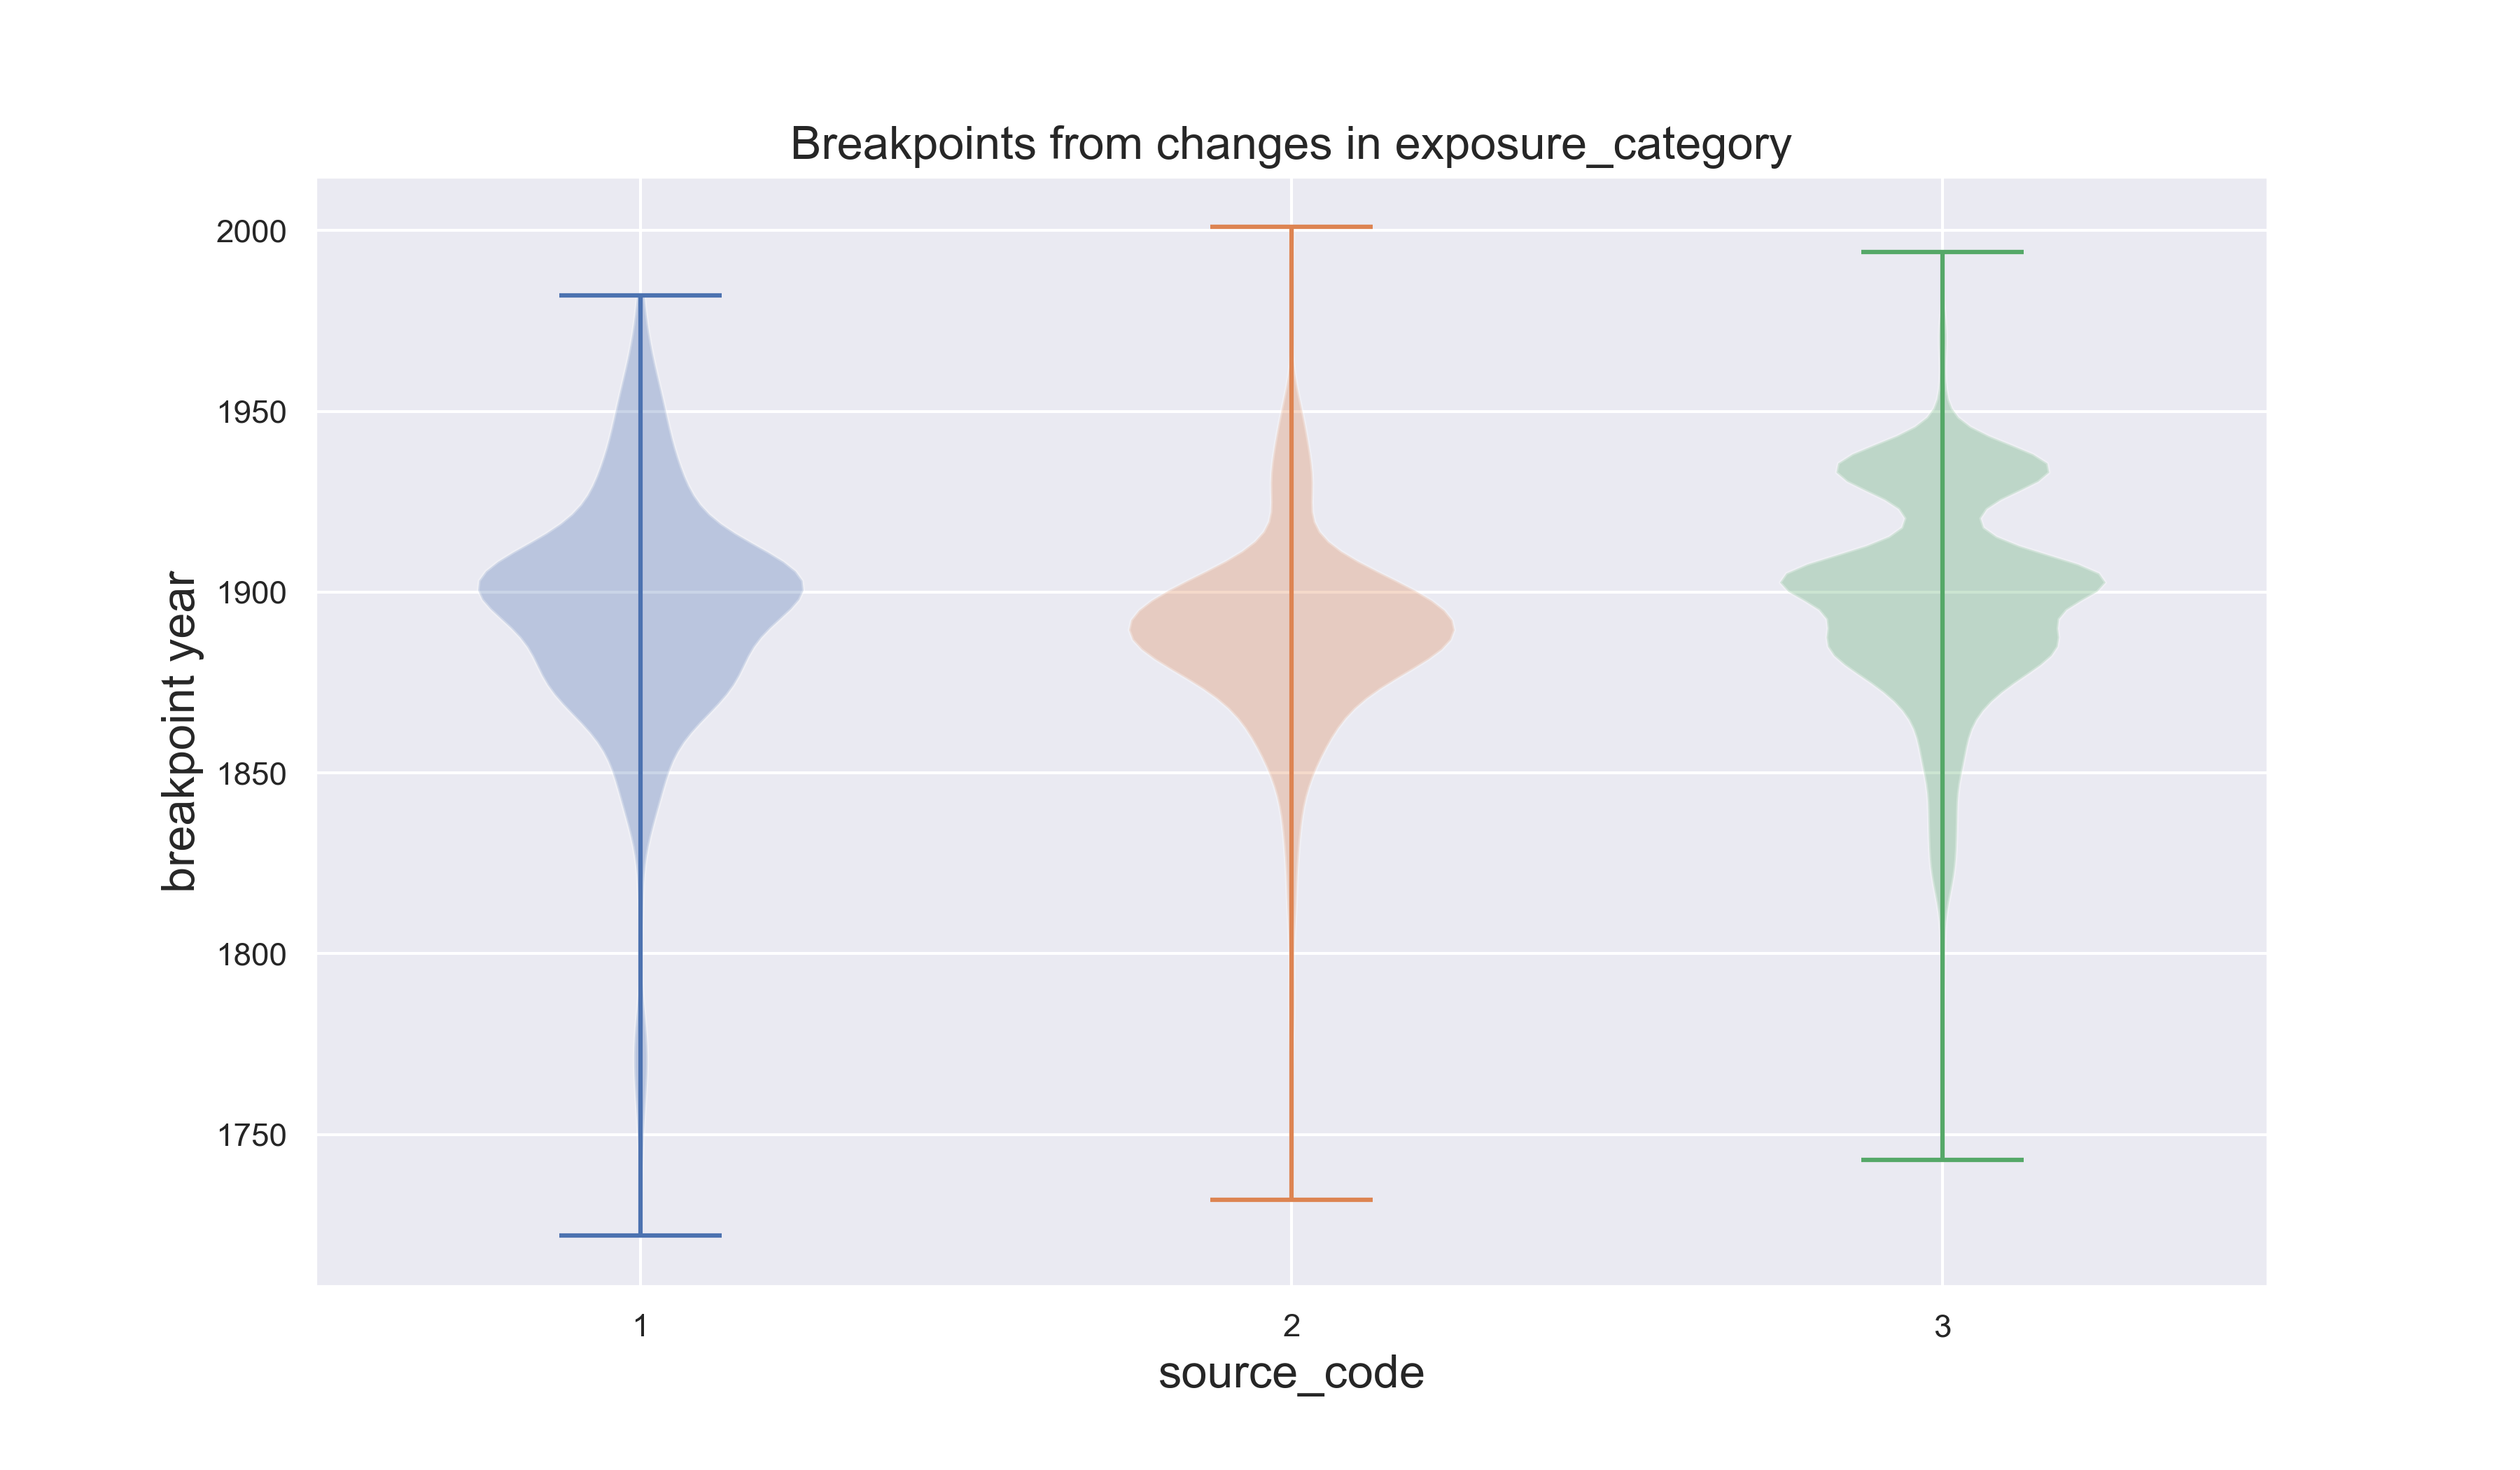 Breakpoints from changes in exposure_category
breakpoint year
2000
1950
1900
1850
1800
1750
1 2 3
source_code